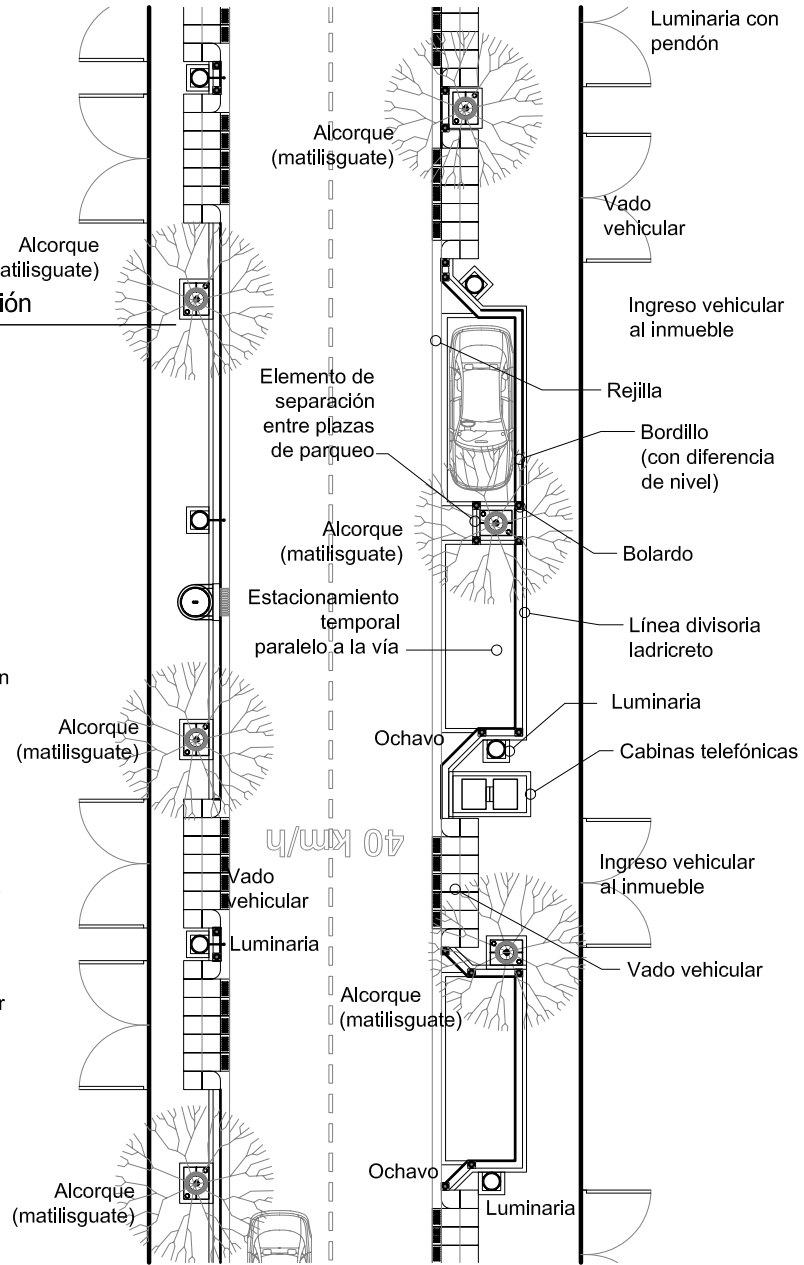 Luminaria con
pendón
Alcorque
(matilisguate)
Vado
vehicular
Alcorque
atilisguate)
ión
Ingreso vehicular
al inmueble
Elemento de
separación
entre plazas
de parqueo
Rejilla
Bordillo
(con diferencia
de nivel)
Alcorque
(matilisguate)
Bolardo
Estacionamiento
temporal
paralelo a la vía
Línea divisoria
ladricreto
n
Luminaria
Alcorque
(matilisguate)
Ochavo
Cabinas telefónicas
40 km/h
Vado
vehicular
Ingreso vehicular
al inmueble
Luminaria
Vado vehicular
Alcorque
(matilisguate)
r
Ochavo
Alcorque
(matilisguate)
Luminaria